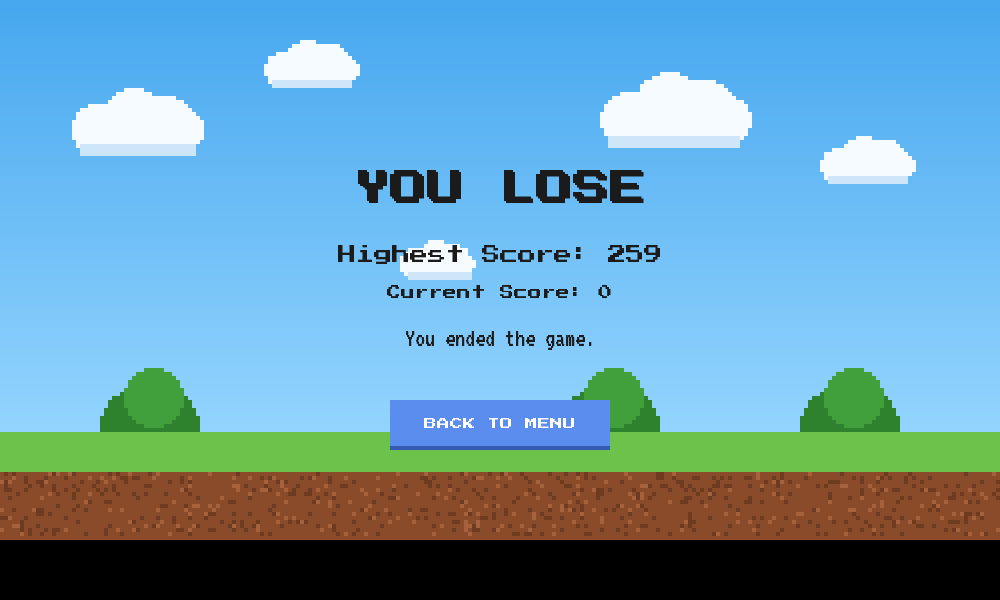 YOU LOSE
Highest Score: 259
Current Score: 0
You ended the game.
BACK TO MENU